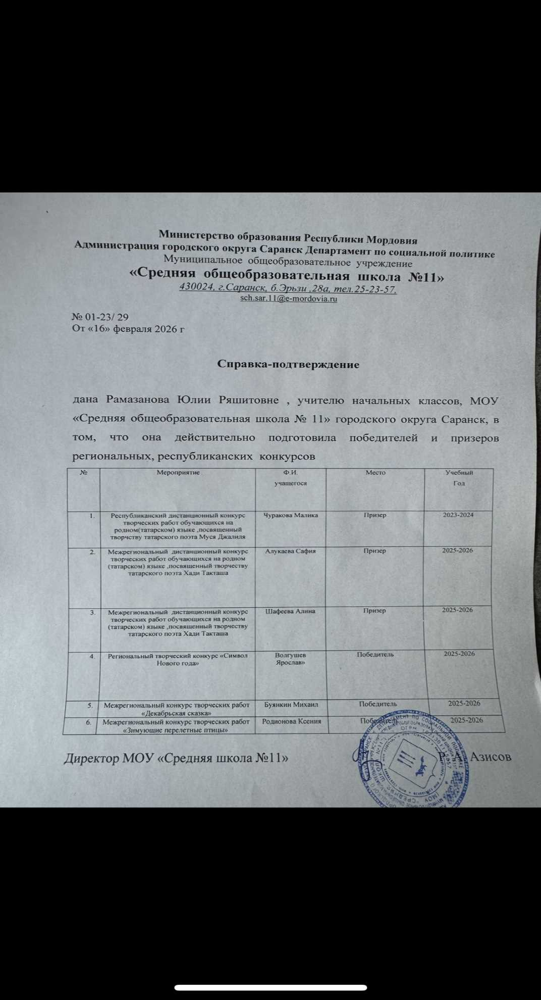 Министерство образования Республики Мордовия
Администрация городского округа Саранск Департамент по социальной политике
Муниципальное общеобразовательное учреждение
«Средняя общеобразовательная школа №11»
430024, г.Саранск, б.Эрьзи ,28а, тел.25-23-57,
sch.sar.11@e-mordovia.ru
№ 01-23/ 29
От «16» февраля 2026 г
Справка-подтверждение
дана Рамазанова Юлии Ряшитовне , учителю начальных классов, МОУ
«Средняя общеобразовательная школа № 11» городского округа Саранск, в
том, что она действительно подготовила победителей и призеров
региональных, республиканских конкурсов
№ Мероприятие Ф.И. Место Учебный
учащегося Год
1. Республиканский дистанционный конкурс Чуракова Малика Призер 2023-2024
творческих работ обучающихся на
родном(татарском) языке ,посвященный
творчству татарского поэта Муся Джалиля
2. Межрегиональный дистанционный конкурс Алукаева Сафия Призер 2025-2026
творческих работ обучающихся на родном
(татарском) языке ,посвященный творчеству
татарского поэта Хади Такташа
3. Межрегиональный дистанционный конкурс Шафеева Алина Призер 2025-2026
творческих работ обучающихся на родном
(татарском) языке ,посвященный творчеству
татарского поэта Хади Такташа
4. Региональный творческий конкурс «Символ Волгушев Победитель 2025-2026
Нового года» Ярослав»
5. Межрегиональный конкурс творческих работ Буянкин Михаил Победитель 2025-2026
«Декабрьская сказка»
6. Межрегиональный конкурс творческих работ Родионова Ксения Победитель 2025-2026
«Зимующие перелетные птицы»
Директор МОУ «Средняя школа №11» Р. А. Азисов